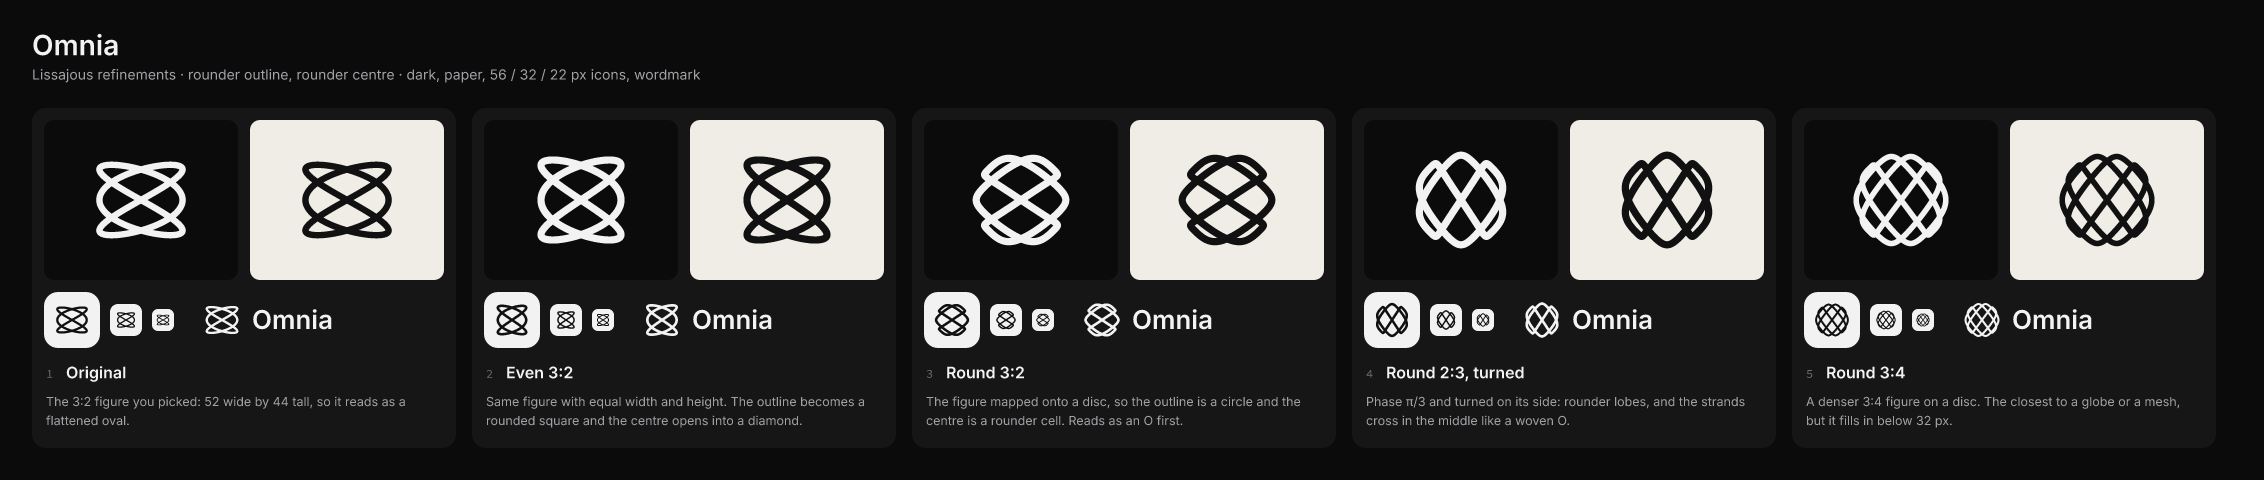 Omnia
Lissajous refinements · rounder outline, rounder centre · dark, paper, 56 / 32 / 22 px icons, wordmark
Omnia
1 Original
The 3:2 figure you picked: 52 wide by 44 tall, so it reads as a
flattened oval.
Omnia
2 Even 3:2
Same figure with equal width and height. The outline becomes a
rounded square and the centre opens into a diamond.
Omnia
3 Round 3:2
The figure mapped onto a disc, so the outline is a circle and the
centre is a rounder cell. Reads as an O first.
Omnia
4 Round 2:3, turned
Phase π/3 and turned on its side: rounder lobes, and the strands
cross in the middle like a woven O.
Omnia
5 Round 3:4
A denser 3:4 figure on a disc. The closest to a globe or a mesh,
but it fills in below 32 px.